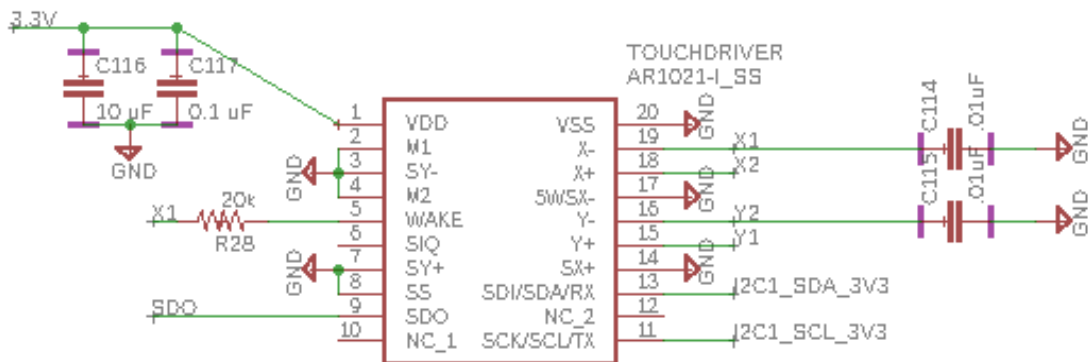 3.3V
C116
C117
10 uF
0.1 uF
GND
TOUCHDRIVER
AR1021-I_SS
1
VDD
2
M1
3
SY-
4
M2
5
WAKE
6
SIQ
7
SY+
8
SS
9
SDO
10
NC_1
GND
X1
20k
R28
GND
SDO
VSS
20
GND
X-
19
X1
X+
18
X2
5WSX-
17
GND
Y-
16
Y2
Y+
15
Y1
SX+
14
GND
SDI/SDA/RX
13
I2C1_SDA_3V3
NC_2
12
SCK/SCL/TX
11
I2C1_SCL_3V3
C114
.01uF
GND
C115
.01uF
GND